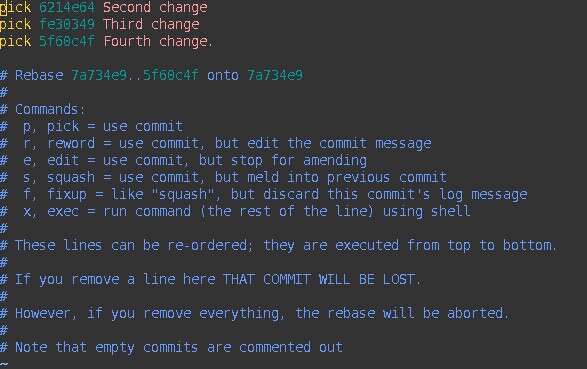 pick 6214e64 Second change
pick fe30349 Third change
pick 5f60c4f Fourth change.
# Rebase 7a734e9..5f60c4f onto 7a734e9
#
# Commands:
# p, pick = use commit
# r, reword = use commit, but edit the commit message
# e, edit = use commit, but stop for amending
# s, squash = use commit, but meld into previous commit
# f, fixup = like "squash", but discard this commit's log message
# x, exec = run command (the rest of the line) using shell
#
# These lines can be re-ordered; they are executed from top to bottom.
#
# If you remove a line here THAT COMMIT WILL BE LOST.
#
# However, if you remove everything, the rebase will be aborted.
#
# Note that empty commits are commented out
~